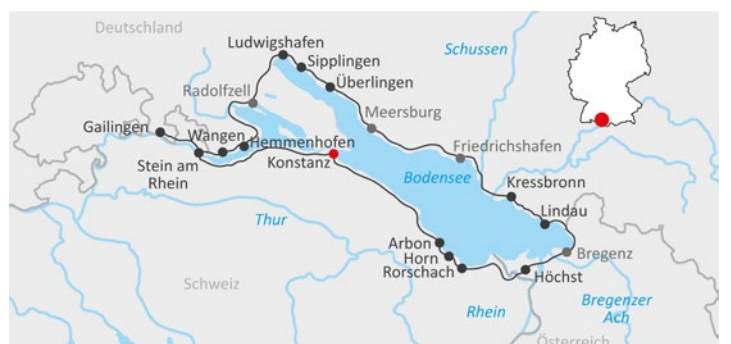 Deutschland
Ludwigshafen
Schussen
Sipplingen
Überlingen
Radolfzell
Meersburg
Gailingen
Wangen
Hemmenhofen
Friedrichshafen
Stein am
Rhein
Konstanz
Bodensee
Kressbronn
Lindau
Thur
Arbon
Horn
Rorschach
Bregenz
Höchst
Schweiz
Rhein
Bregenzer
Ach
Österreich